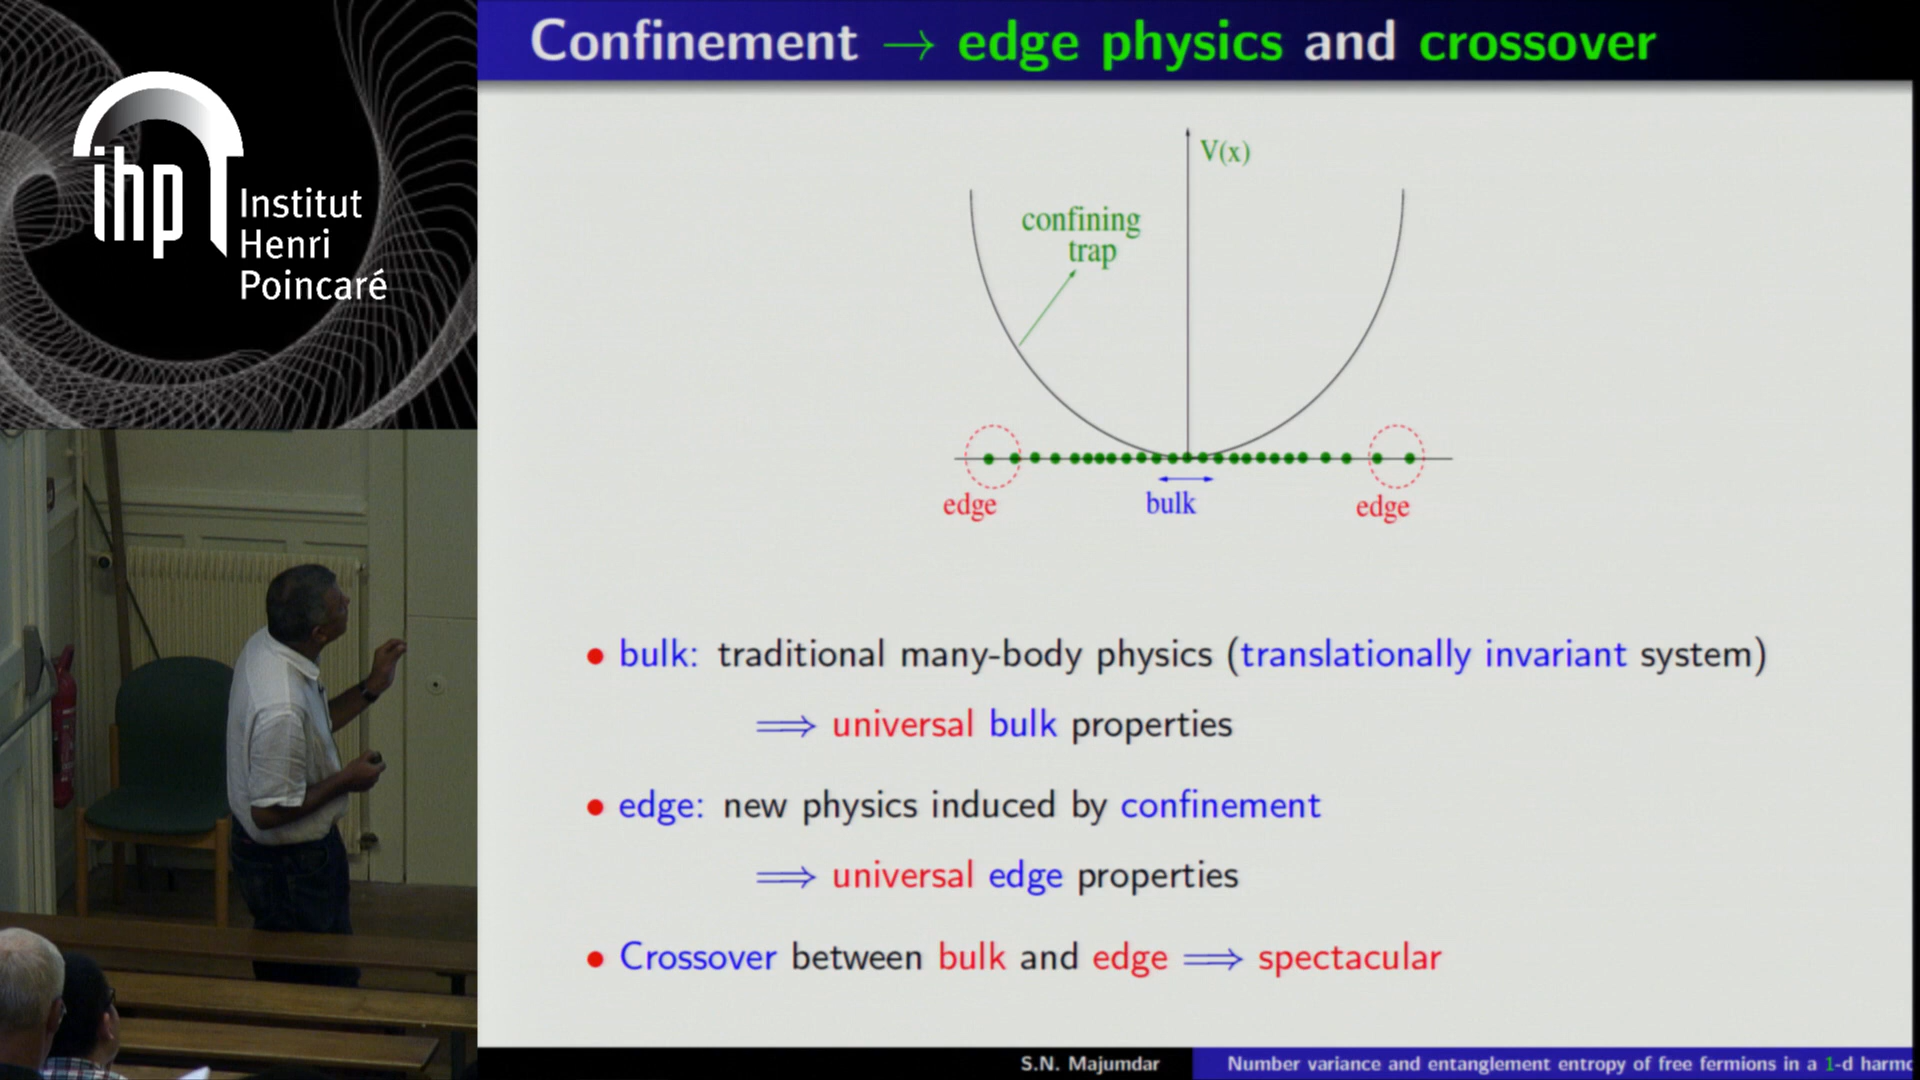 ihp
Institut
Henri
Poincaré
Confinement → edge physics and crossover
V(x)
confining
trap
edge
bulk
edge
• bulk: traditional many-body physics (translationally invariant system)
⟹ universal bulk properties
• edge: new physics induced by confinement
⟹ universal edge properties
• Crossover between bulk and edge ⟹ spectacular
S.N. Majumdar
Number variance and entanglement entropy of free fermions in a 1-d harmo